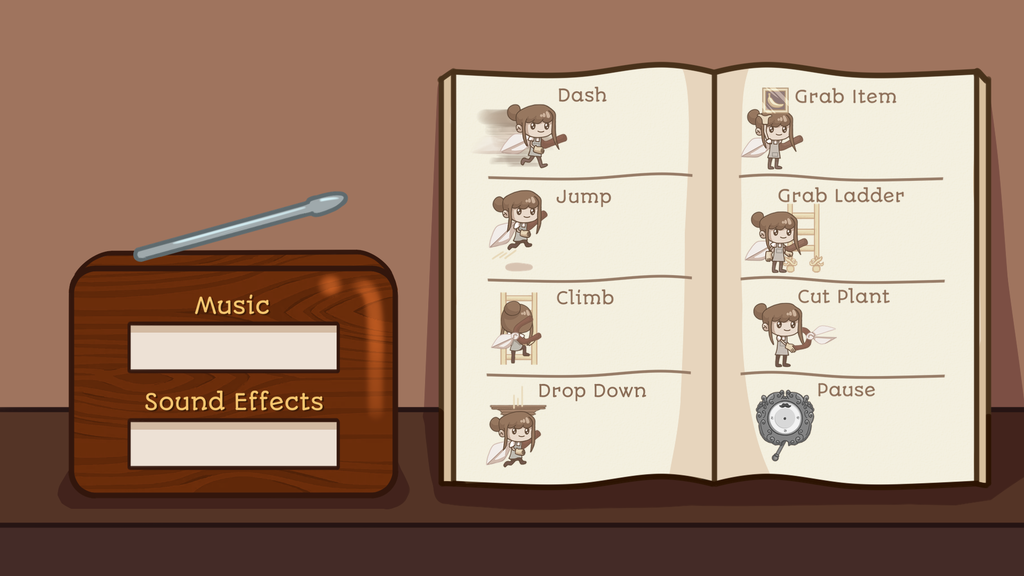 Music
Sound Effects
Dash
Jump
Climb
Drop Down
Grab Item
Grab Ladder
Cut Plant
Pause